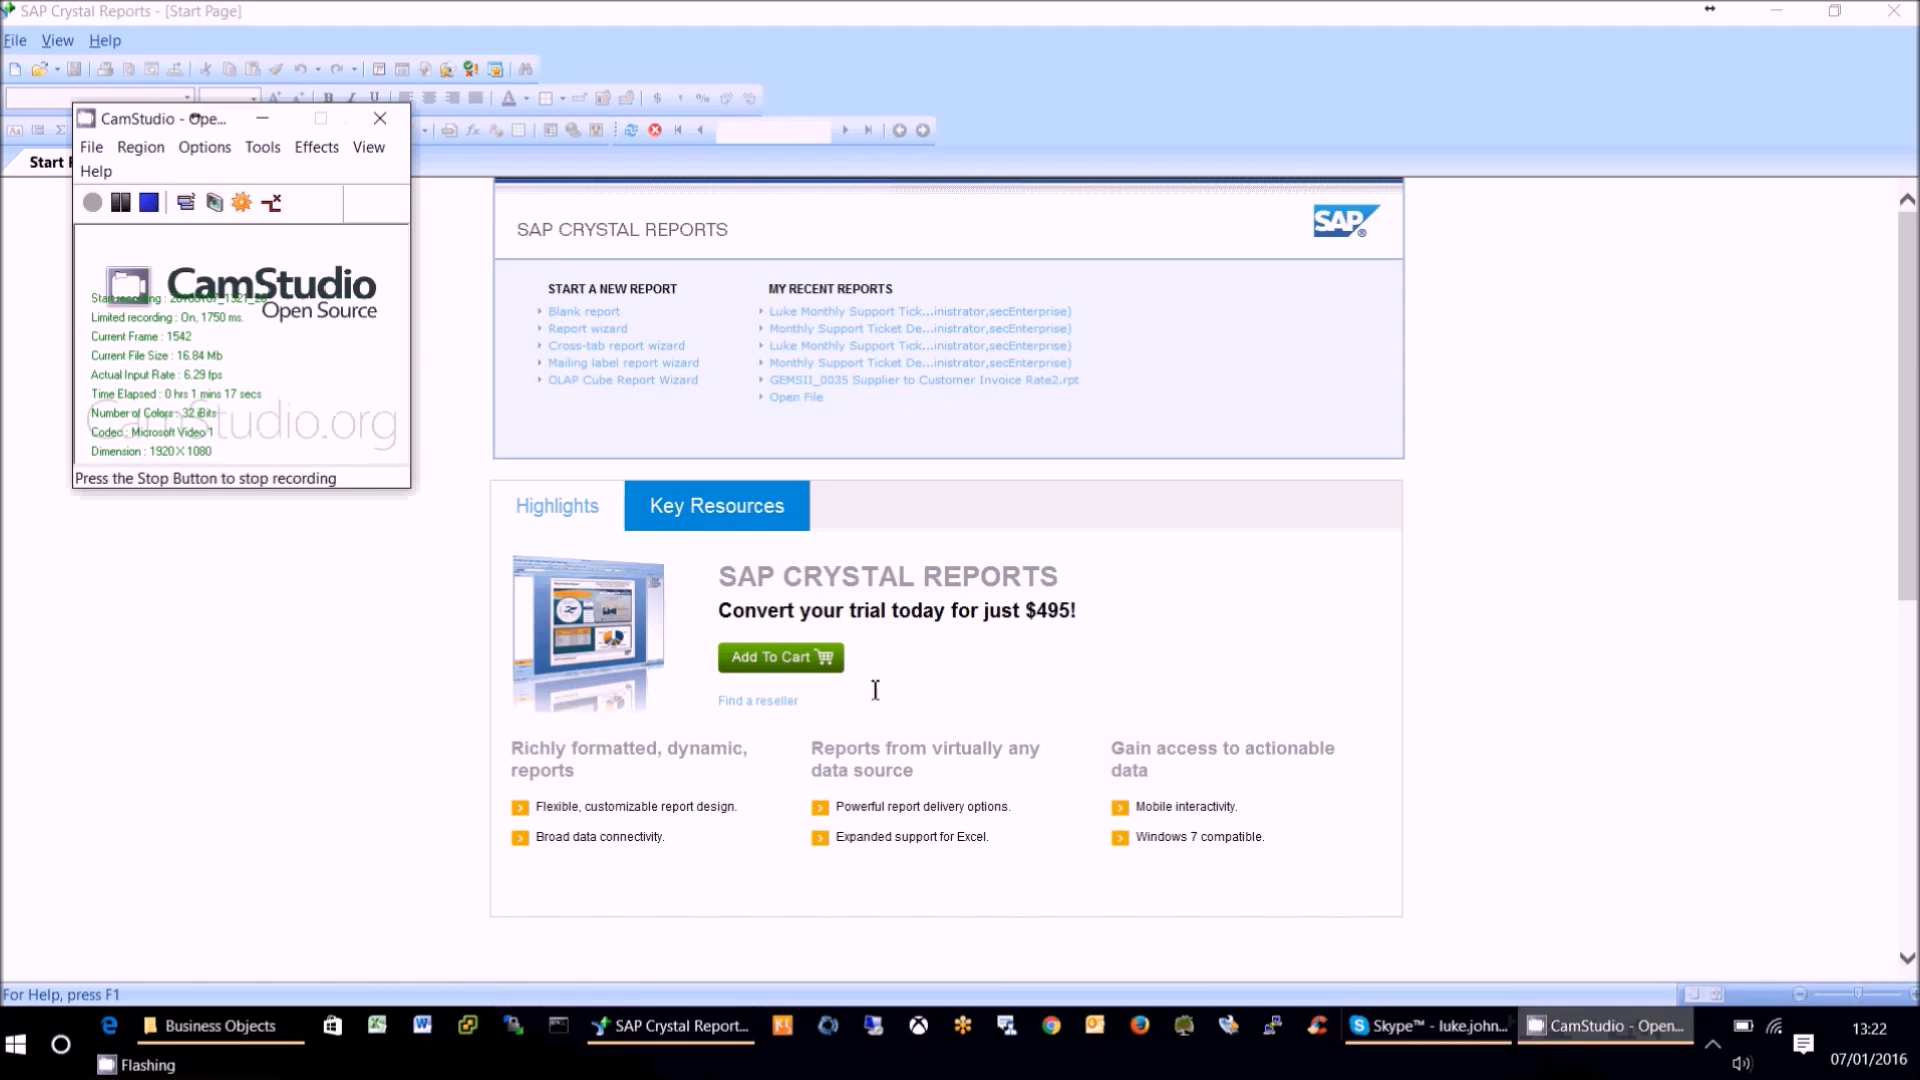 SAP Crystal Reports - [Start Page]
File View Help
Start
CamStudio - Ope...
File Region Options Tools Effects View
Help
CamStudio
Open Source
Start recording :
Limited recording : On, 1750 ms.
Current Frame : 1542
Current File Size : 16.84 Mb
Actual Input Rate : 6.29 fps
Time Elapsed : 0 hrs 1 mins 17 secs
Number of Colors : 32 Bits
CamStudio.org
Codec : Microsoft Video 1
Dimension : 1920 X 1080
Press the Stop Button to stop recording
SAP CRYSTAL REPORTS
SAP
START A NEW REPORT
Blank report
Report wizard
Cross-tab report wizard
Mailing label report wizard
OLAP Cube Report Wizard
MY RECENT REPORTS
Luke Monthly Support Tick...inistrator,secEnterprise)
Monthly Support Ticket De...inistrator,secEnterprise)
Luke Monthly Support Tick...inistrator,secEnterprise)
Monthly Support Ticket De...inistrator,secEnterprise)
GEMSII_0035 Supplier to Customer Invoice Rate2.rpt
Open File
Highlights Key Resources
SAP CRYSTAL REPORTS
Convert your trial today for just $495!
Add To Cart
Find a reseller
Richly formatted, dynamic,
reports
Flexible, customizable report design.
Broad data connectivity.
Reports from virtually any
data source
Powerful report delivery options.
Expanded support for Excel.
Gain access to actionable
data
Mobile interactivity.
Windows 7 compatible.
For Help, press F1
Business Objects
SAP Crystal Report...
Skype™ - luke.john...
CamStudio - Open...
13:22
07/01/2016
Flashing